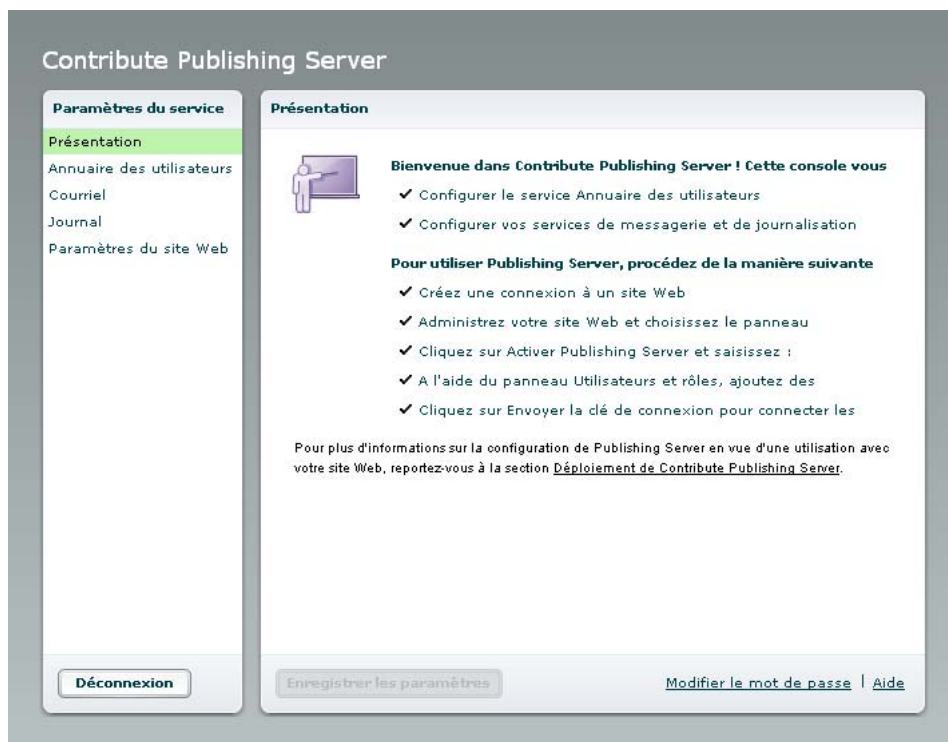 Contribute Publishing Server
Paramètres du service
Présentation
Annuaire des utilisateurs
Courriel
Journal
Paramètres du site Web
Déconnexion
Présentation
Bienvenue dans Contribute Publishing Server ! Cette console vous
✔ Configurer le service Annuaire des utilisateurs
✔ Configurer vos services de messagerie et de journalisation
Pour utiliser Publishing Server, procédez de la manière suivante
✔ Créez une connexion à un site Web
✔ Administrez votre site Web et choisissez le panneau
✔ Cliquez sur Activer Publishing Server et saisissez :
✔ A l'aide du panneau Utilisateurs et rôles, ajoutez des
✔ Cliquez sur Envoyer la clé de connexion pour connecter les
Pour plus d'informations sur la configuration de Publishing Server en vue d'une utilisation avec
votre site Web, reportez-vous à la section Déploiement de Contribute Publishing Server.
Enregistrer les paramètres
Modifier le mot de passe | Aide